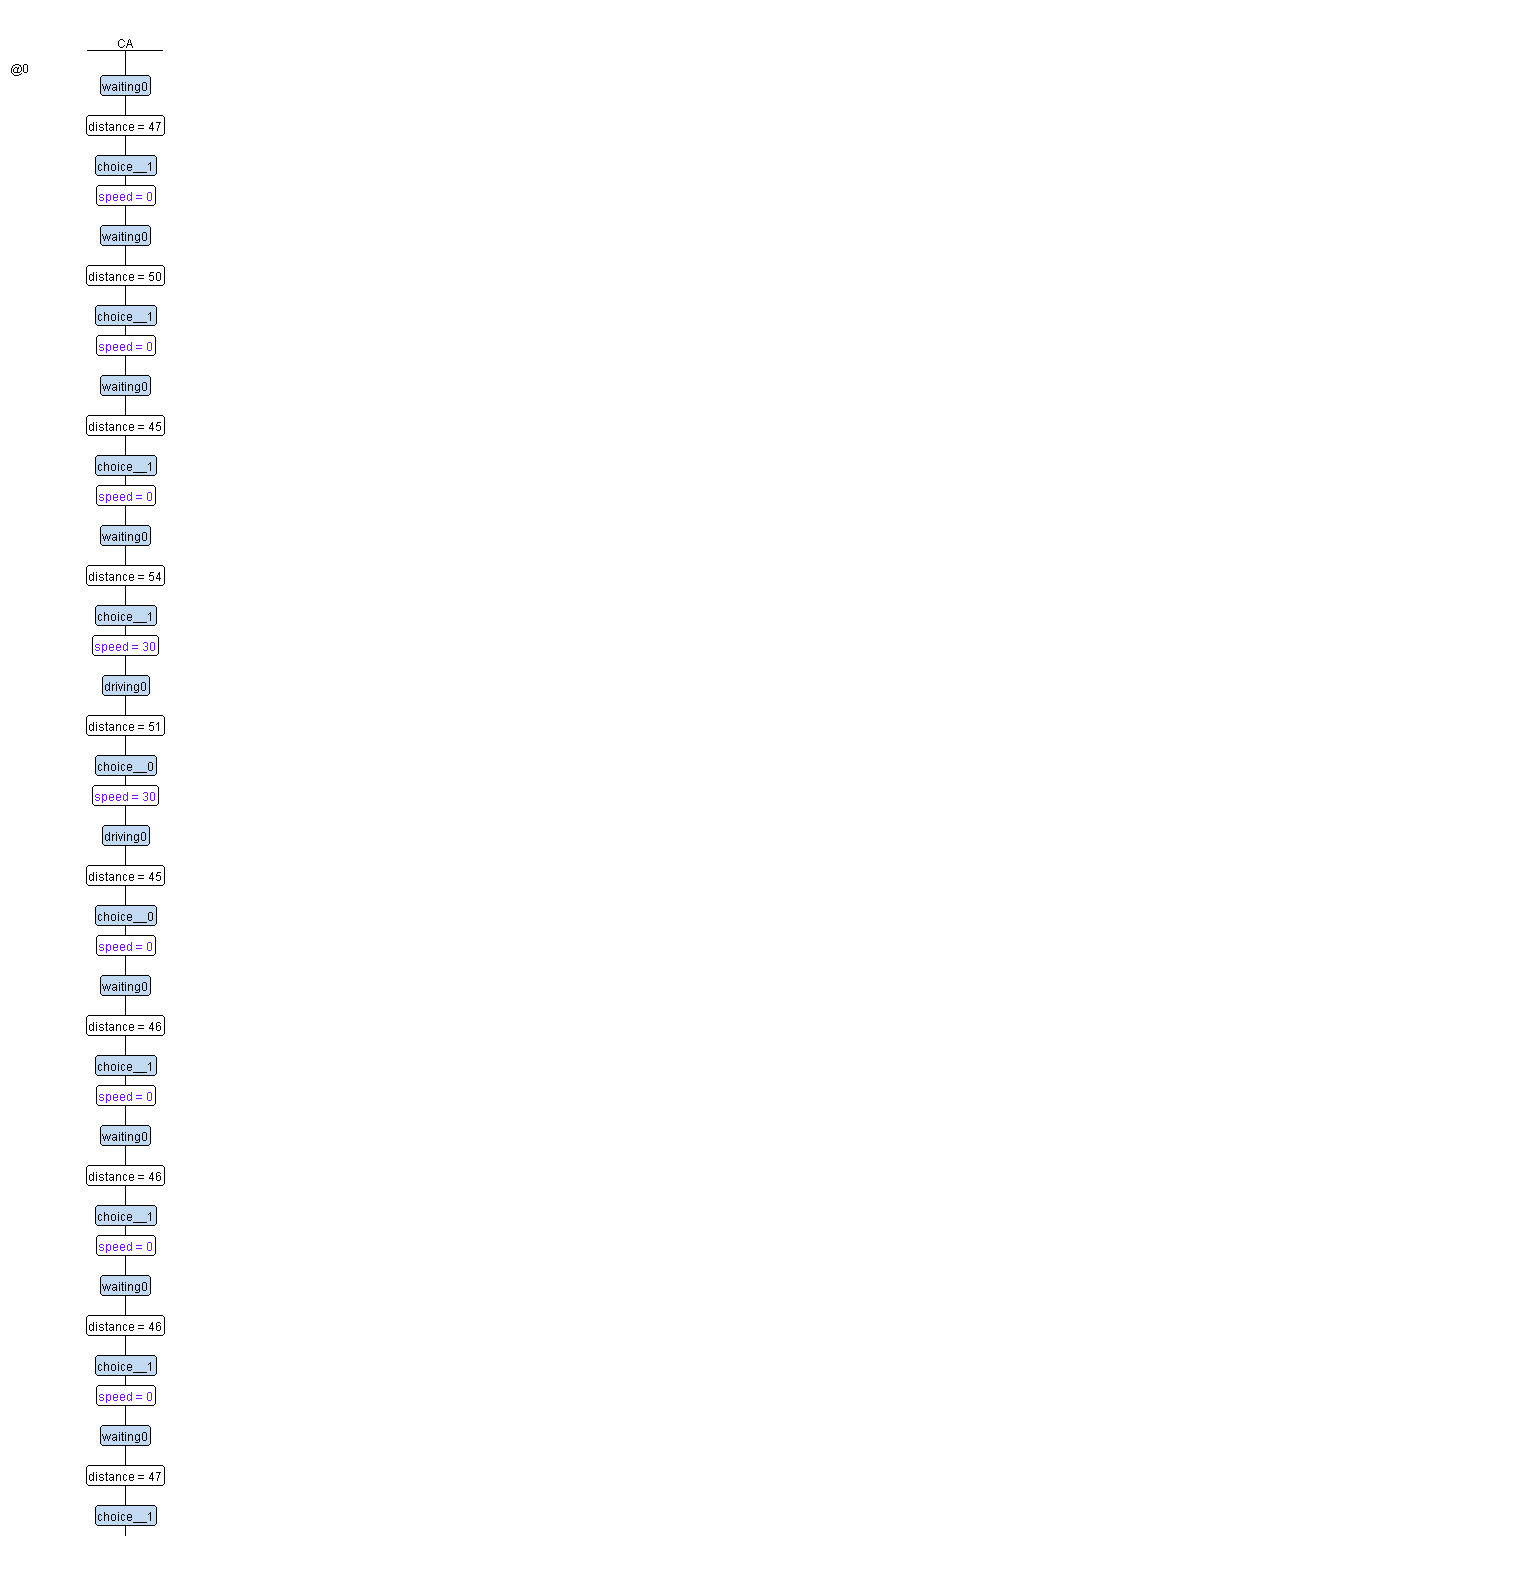 CA
@0
waiting0
distance = 47
choice__1
speed = 0
waiting0
distance = 50
choice__1
speed = 0
waiting0
distance = 45
choice__1
speed = 0
waiting0
distance = 54
choice__1
speed = 30
driving0
distance = 51
choice__0
speed = 30
driving0
distance = 45
choice__0
speed = 0
waiting0
distance = 46
choice__1
speed = 0
waiting0
distance = 46
choice__1
speed = 0
waiting0
distance = 46
choice__1
speed = 0
waiting0
distance = 47
choice__1